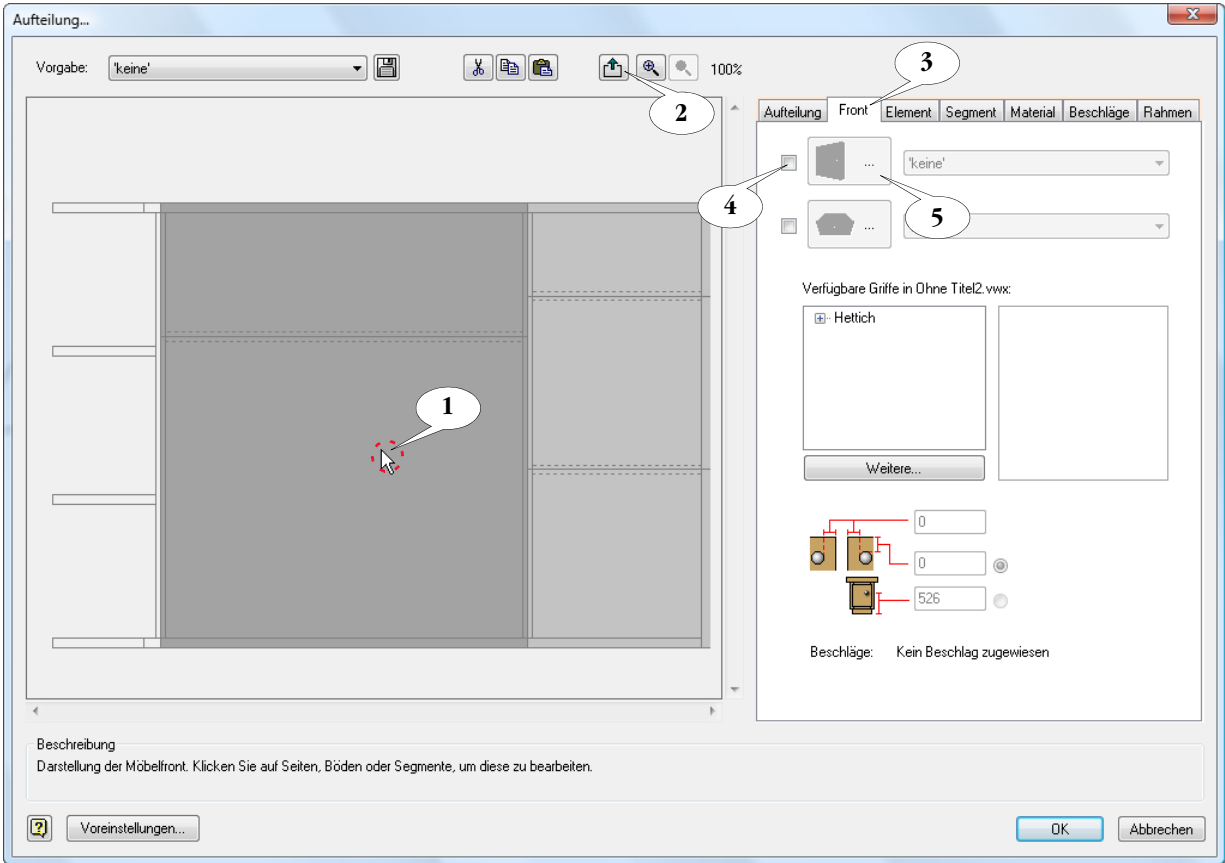 Aufteilung...
Vorgabe: 'keine' 100%
2
3
Aufteilung Front Element Segment Material Beschläge Rahmen
... 'keine'
4
5
...
Verfügbare Griffe in Ohne Titel2.vwx:
Hettich
1
Weitere...
0
0
526
Beschläge: Kein Beschlag zugewiesen
Beschreibung
Darstellung der Möbelfront. Klicken Sie auf Seiten, Böden oder Segmente, um diese zu bearbeiten.
? Voreinstellungen... OK Abbrechen